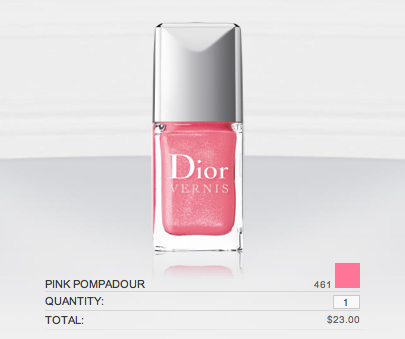 Dior
VERNIS
PINK POMPADOUR 461
QUANTITY: 1
TOTAL: $23.00